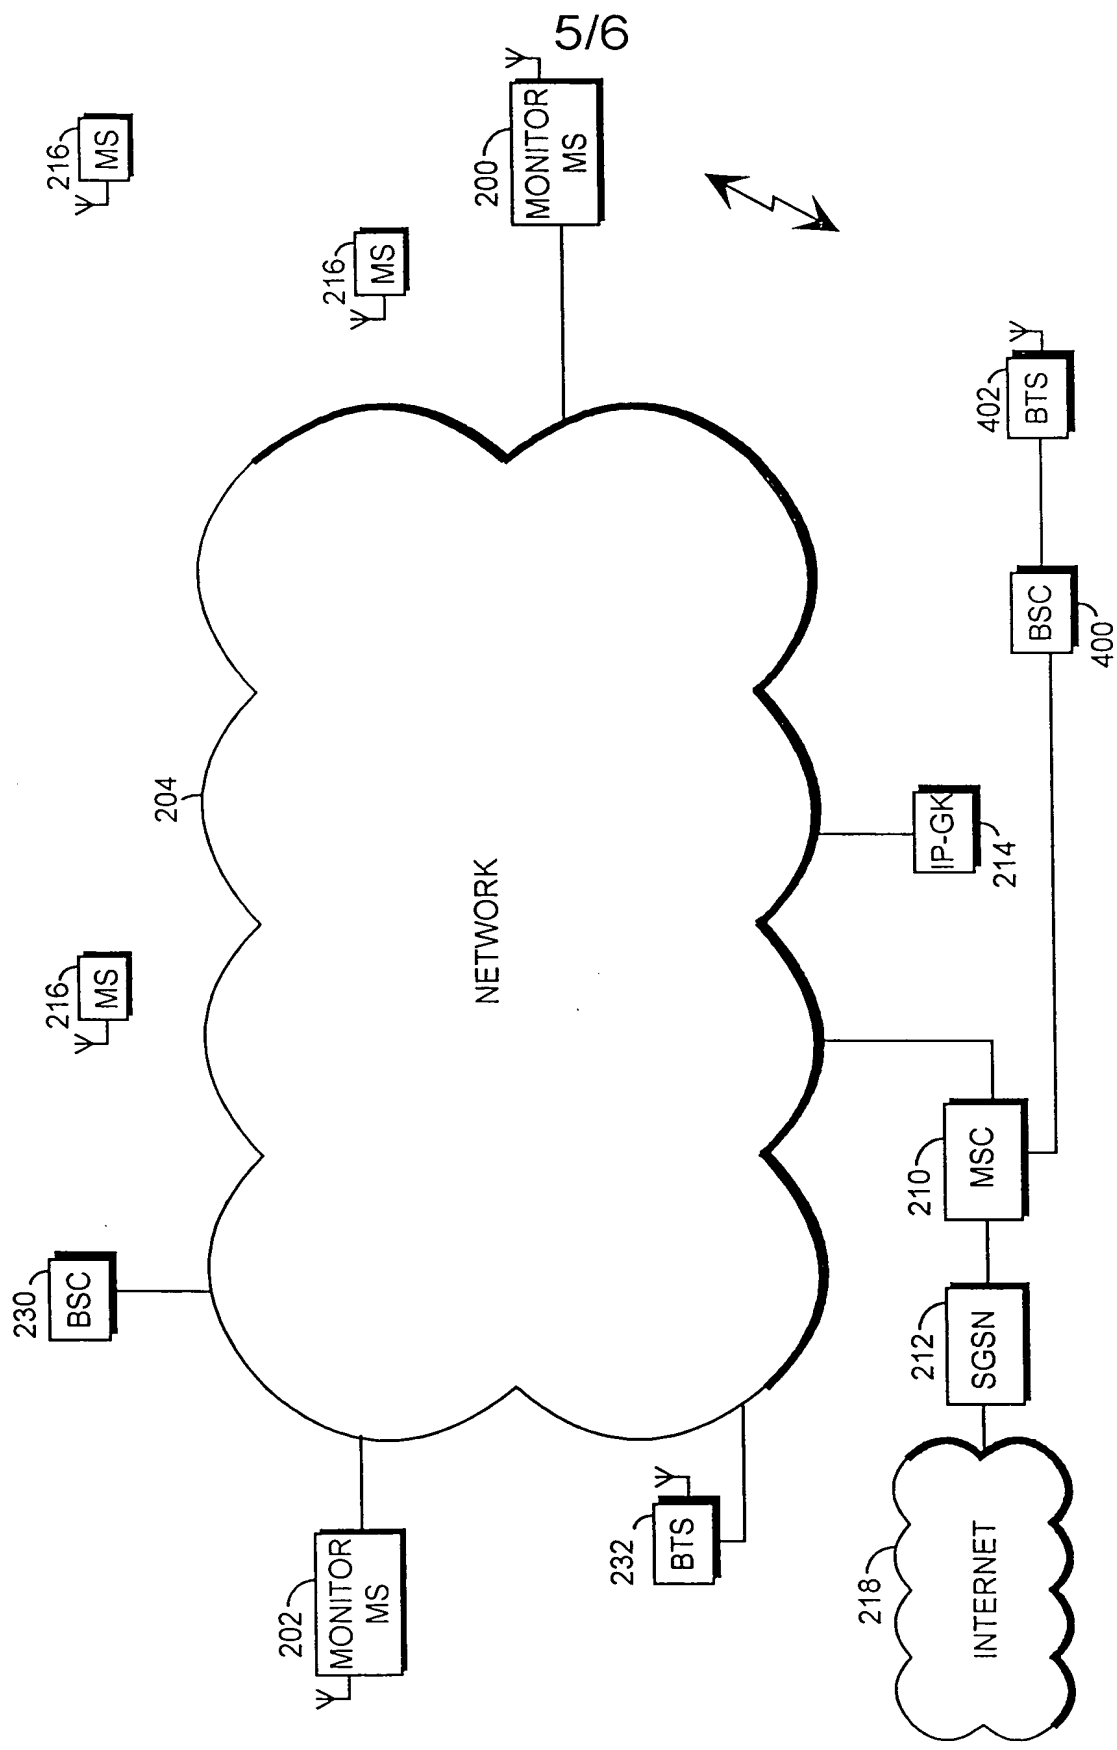 5/6
216
MS
216
MS
216
MS
200
MONITOR
MS
204
NETWORK
230
BSC
202
MONITOR
MS
232
BTS
402
BTS
BSC
400
IP-GK
214
210
MSC
212
SGSN
218
INTERNET